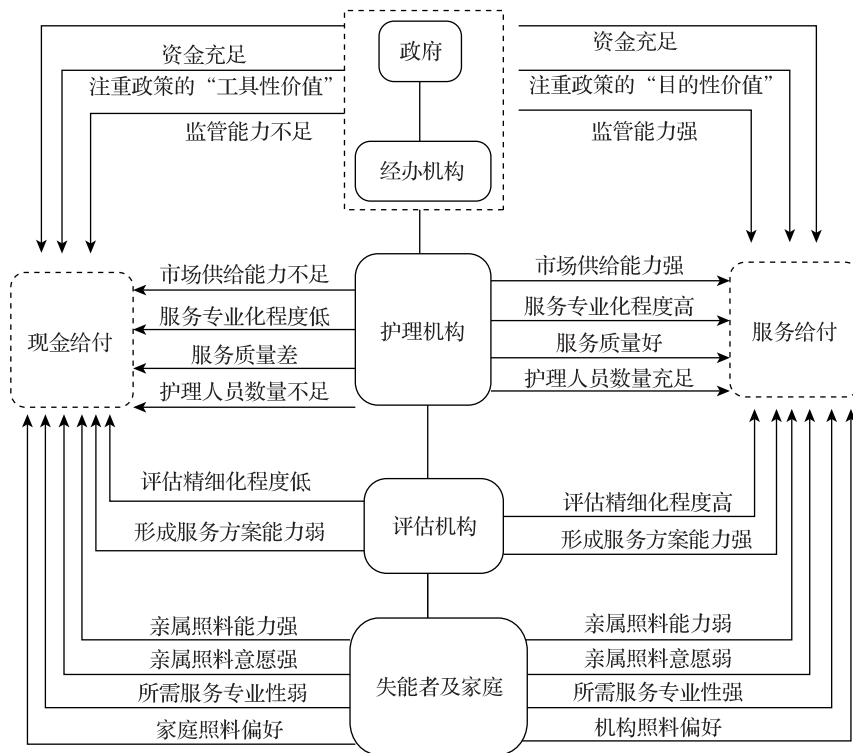 政府
资金充足
资金充足
注重政策的“工具性价值”
注重政策的“目的性价值”
监管能力不足
监管能力强
经办机构
市场供给能力不足
市场供给能力强
服务专业化程度低
服务专业化程度高
现金给付
护理机构
服务给付
服务质量差
服务质量好
护理人员数量不足
护理人员数量充足
评估精细化程度低
评估精细化程度高
评估机构
形成服务方案能力弱
形成服务方案能力强
亲属照料能力强
亲属照料能力弱
亲属照料意愿强
亲属照料意愿弱
失能者及家庭
所需服务专业性弱
所需服务专业性强
家庭照料偏好
机构照料偏好